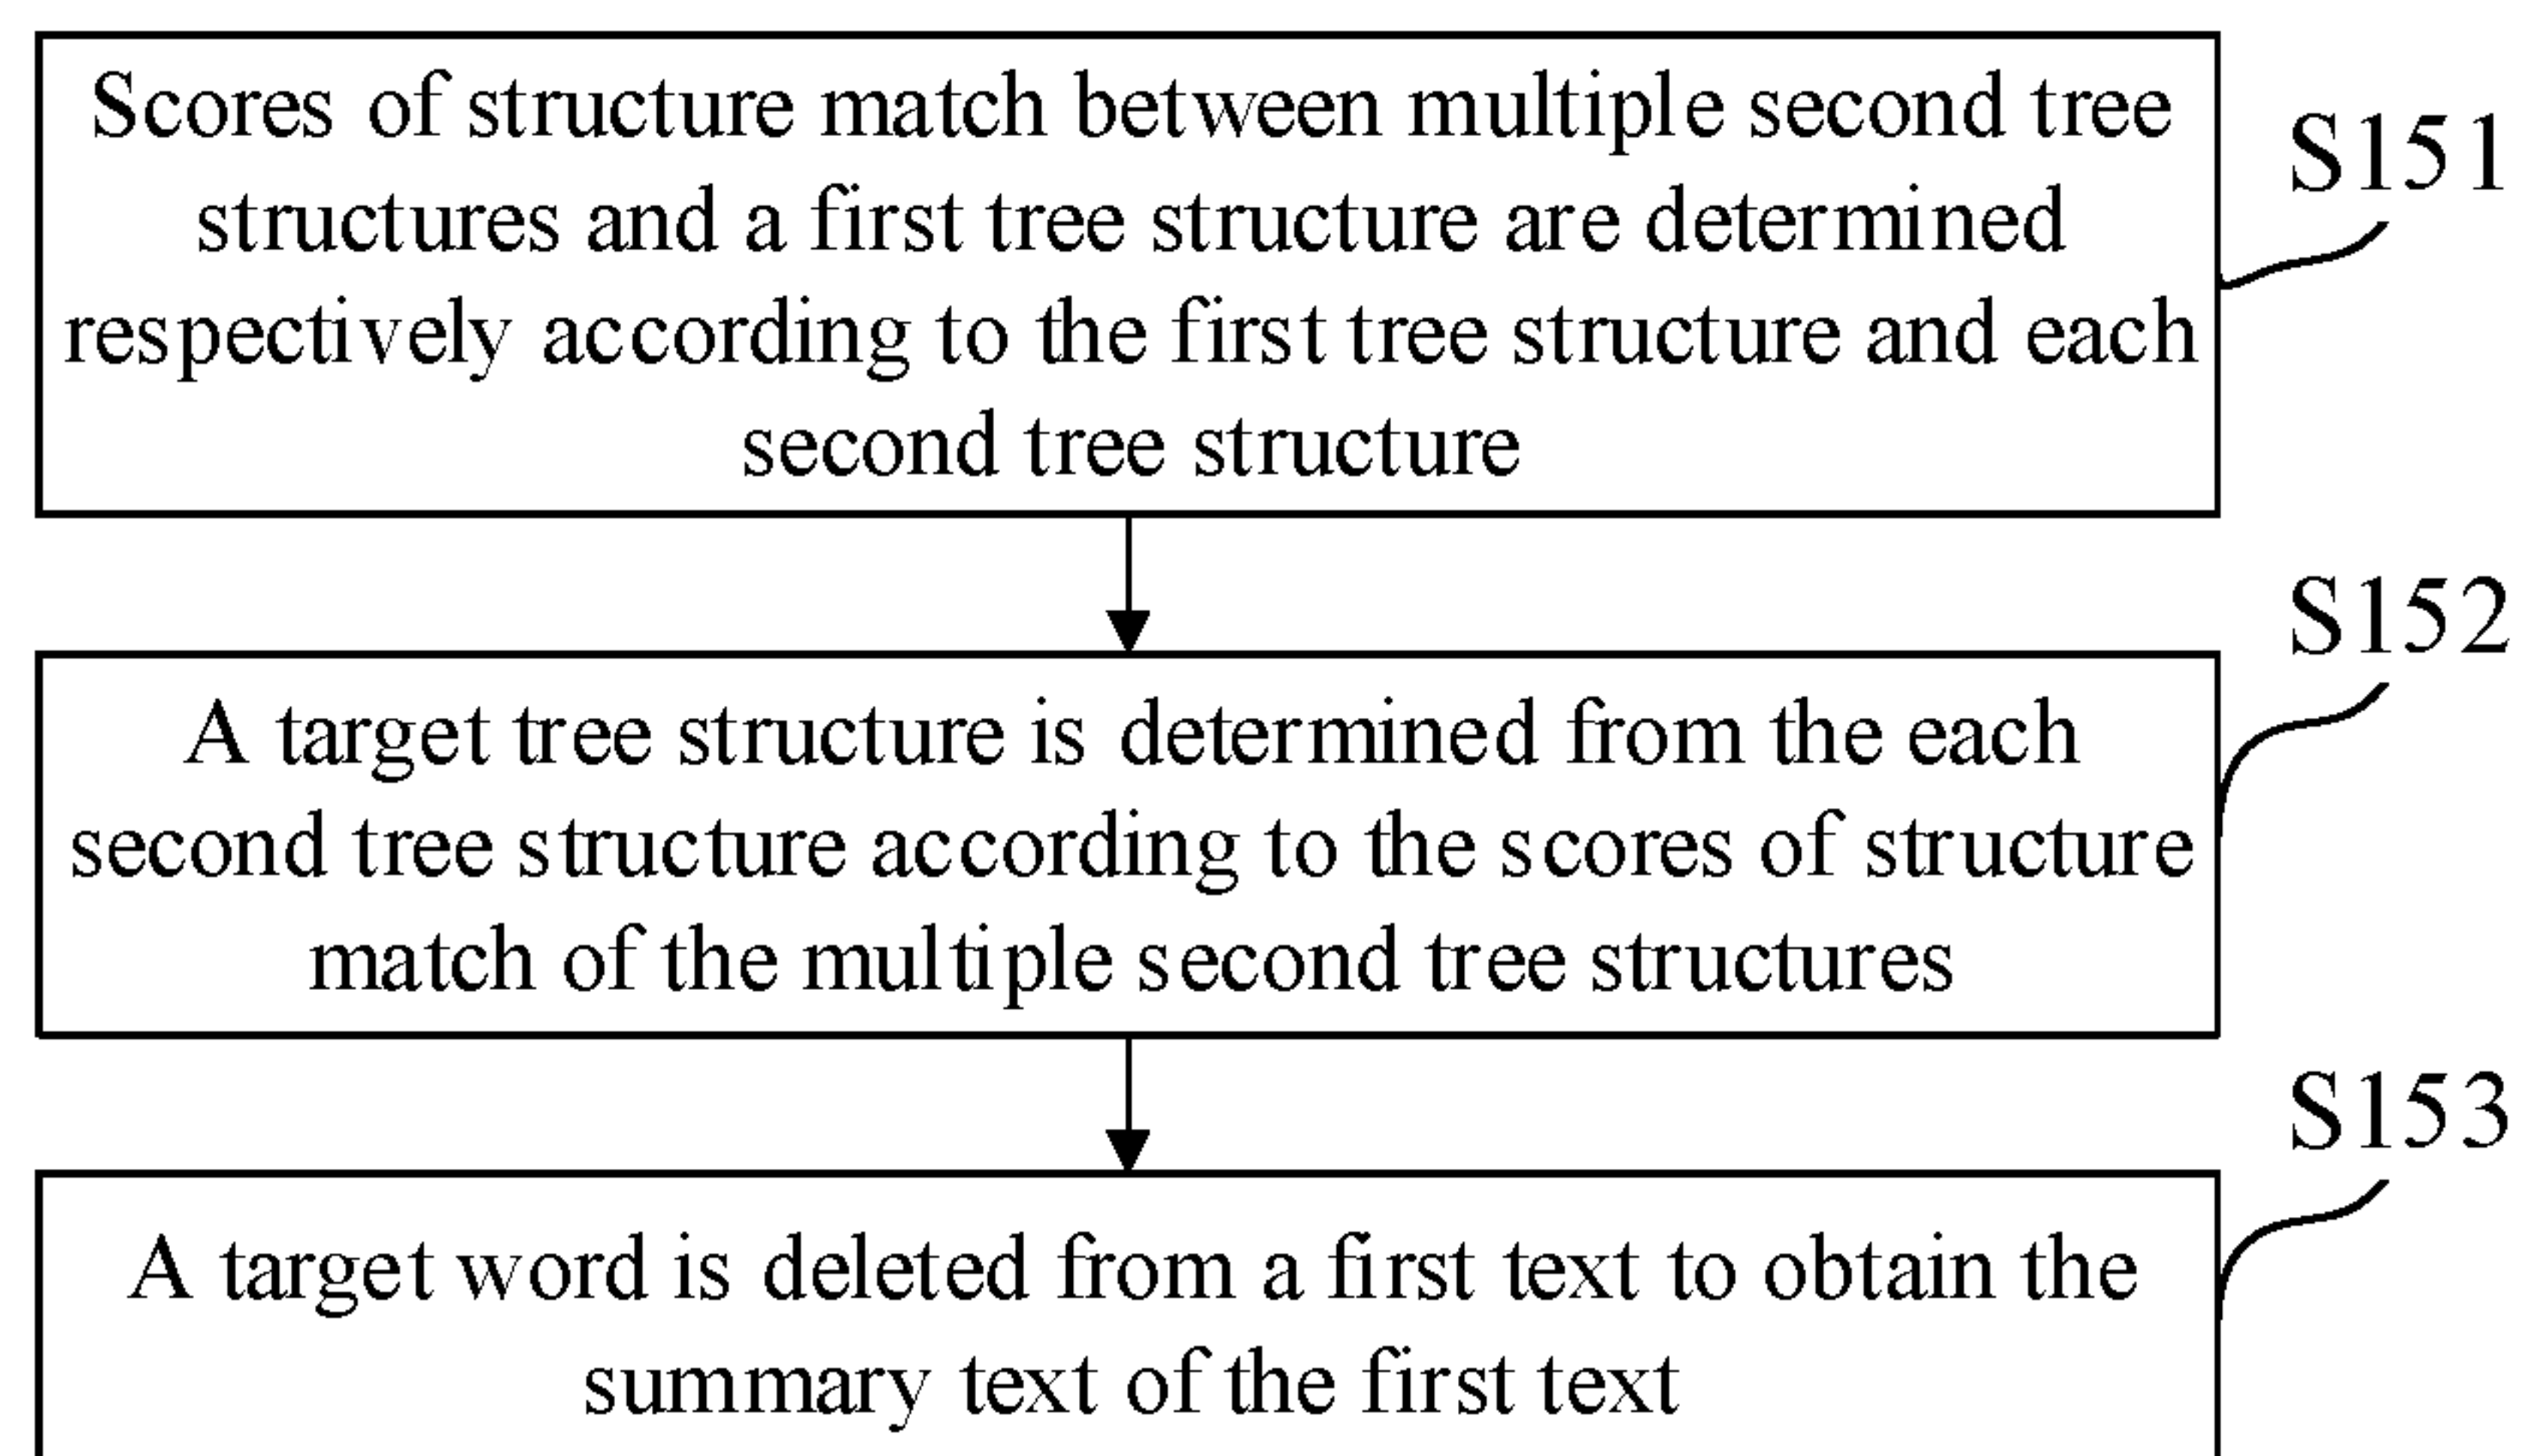 Scores of structure match between multiple second tree
structures and a first tree structure are determined
respectively according to the first tree structure and each
second tree structure
S151
A target tree structure is determined from the each
second tree structure according to the scores of structure
match of the multiple second tree structures
S152
A target word is deleted from a first text to obtain the
summary text of the first text
S153